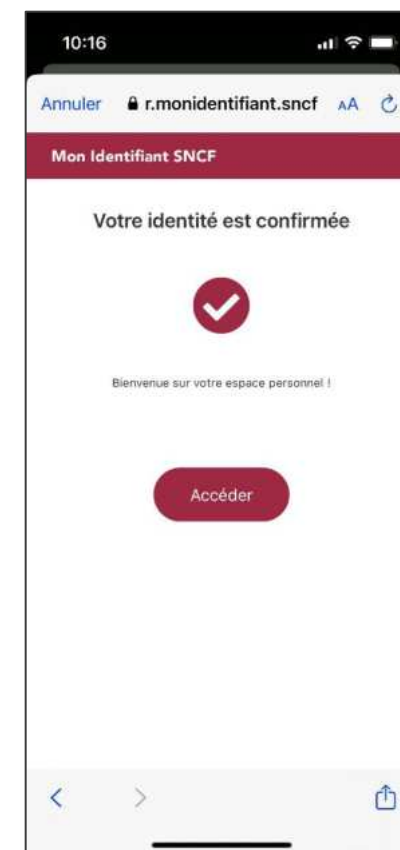 10:16
Annuler r.monidentifiant.sncf AA
Mon Identifiant SNCF
Votre identité est confirmée
Bienvenue sur votre espace personnel !
Accéder